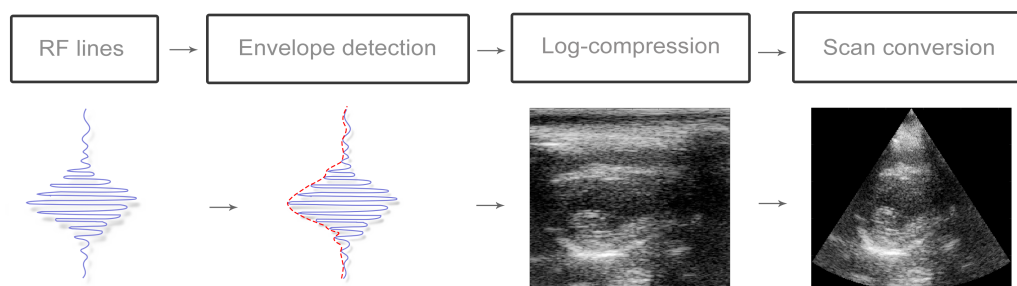 RF lines
Envelope detection
Log-compression
Scan conversion